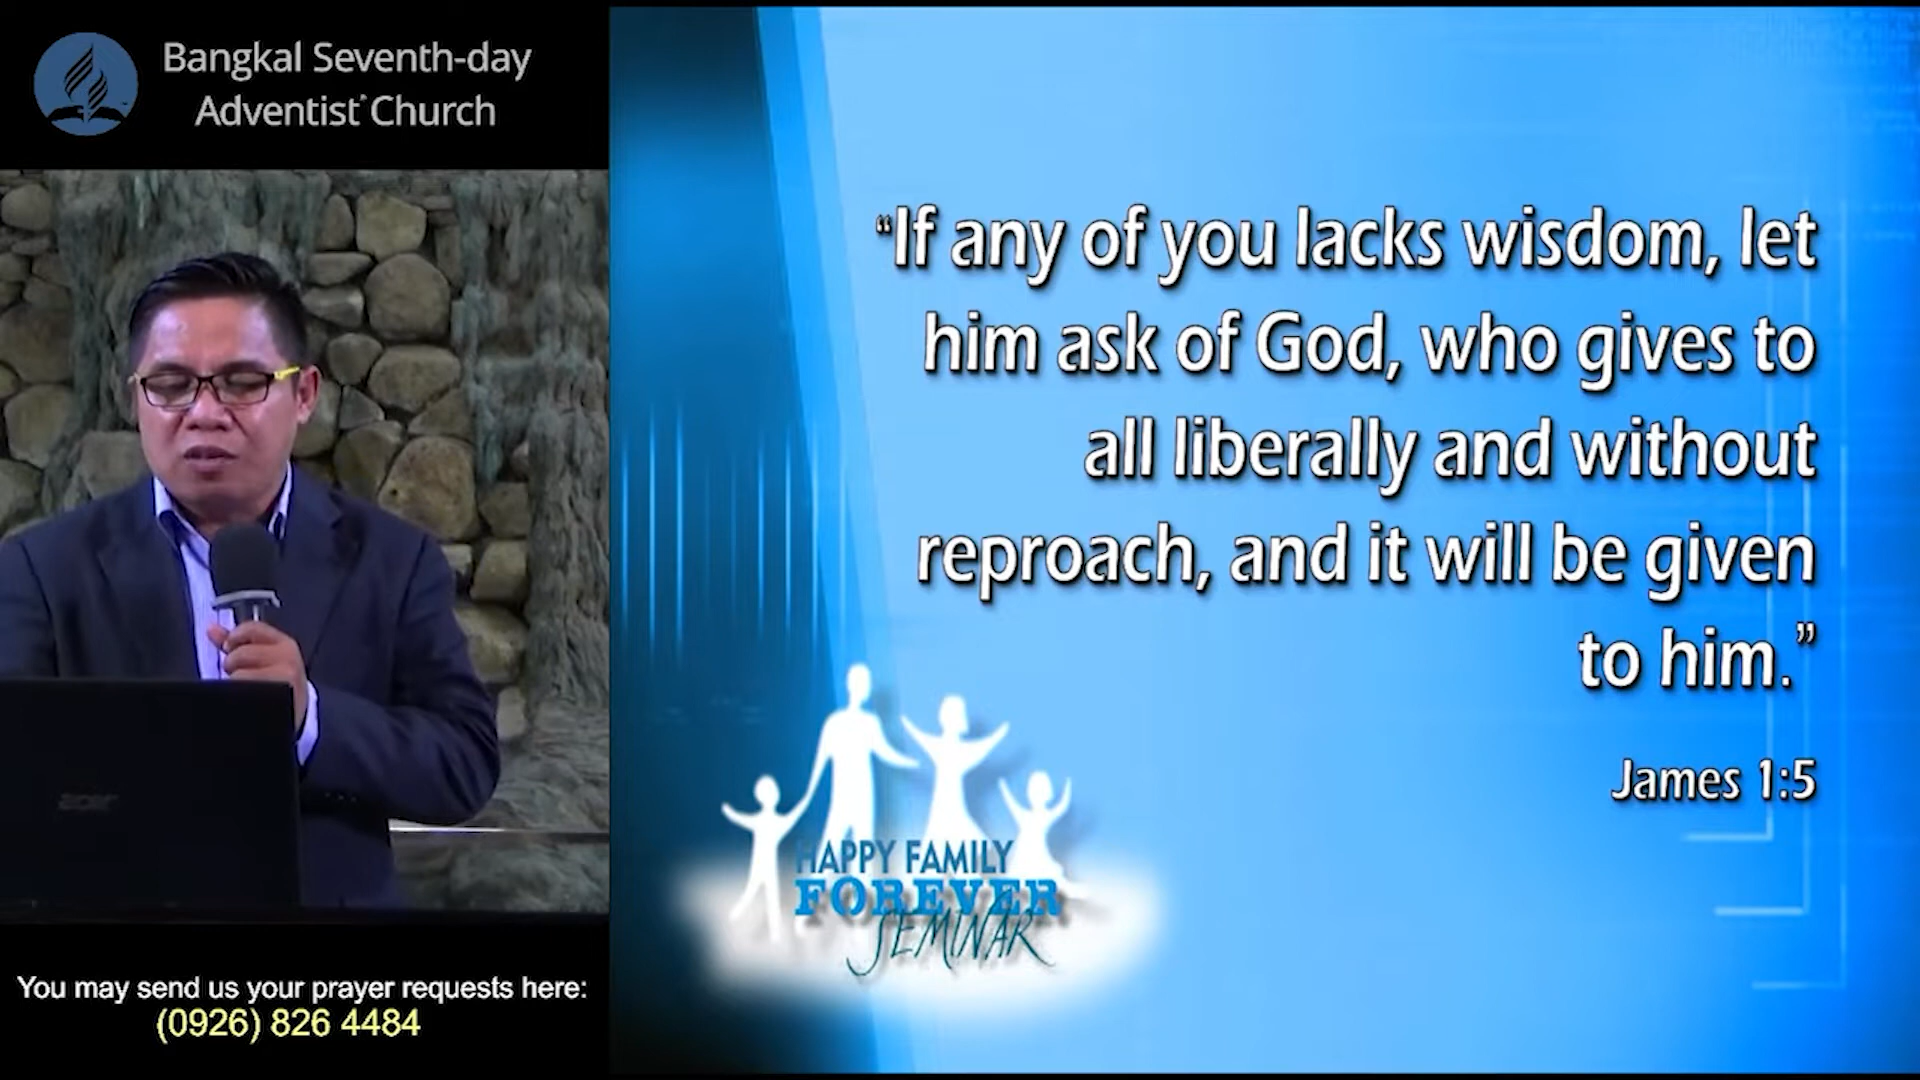 Bangkal Seventh-day
Adventist Church
“If any of you lacks wisdom, let
him ask of God, who gives to
all liberally and without
reproach, and it will be given
to him.”
James 1:5
HAPPY FAMILY
FOREVER
SEMINAR
acer
You may send us your prayer requests here:
(0926) 826 4484